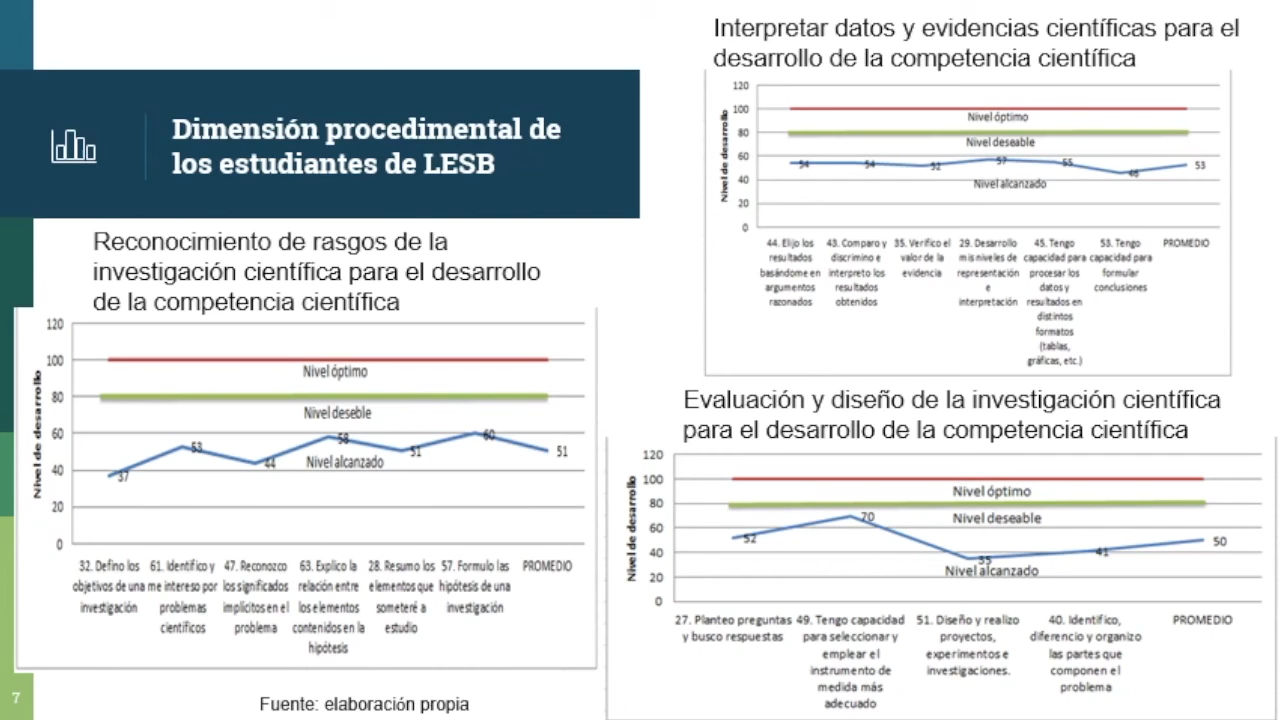 Dimensión procedimental de
los estudiantes de LESB
Reconocimiento de rasgos de la
investigación científica para el desarrollo
de la competencia científica
120
100
80
60
40
20
0
Nivel de desarrollo
Nivel óptimo
Nivel deseble
Nivel alcanzado
37
53
44
58
51
60
51
32. Defino los
objetivos de una
investigación
61. Identifico y
me intereso por
problemas
científicos
47. Reconozco
los significados
implícitos en el
problema
63. Explico la
relación entre
los elementos
contenidos en la
hipótesis
28. Resumo los
elementos que
someteré a
estudio
57. Formulo las
hipótesis de una
investigación
PROMEDIO
Fuente: elaboración propia
7
Interpretar datos y evidencias científicas para el
desarrollo de la competencia científica
120
100
80
60
40
20
0
Nivel de desarrollo
Nivel óptimo
Nivel deseable
Nivel alcanzado
54
54
52
57
55
46
53
44. Elijo los
resultados
basándome en
argumentos
razonados
43. Comparo y
discrimino e
interpreto los
resultados
obtenidos
35. Verifico el
valor de la
evidencia
29. Desarrollo
mis niveles de
representación
e
interpretación
45. Tengo
capacidad para
procesar los
datos y
resultados en
distintos
formatos
(tablas,
gráficas, etc.)
53. Tengo
capacidad para
formular
conclusiones
PROMEDIO
Evaluación y diseño de la investigación científica
para el desarrollo de la competencia científica
120
100
80
60
40
20
0
Nivel de desarrollo
Nivel óptimo
Nivel deseable
Nivel alcanzado
52
70
35
41
50
27. Planteo preguntas
y busco respuestas
49. Tengo capacidad
para seleccionar y
emplear el
instrumento de
medida más
adecuado
51. Diseño y realizo
proyectos,
experimentos e
investigaciones.
40. Identifico,
diferencio y organizo
las partes que
componen el
problema
PROMEDIO